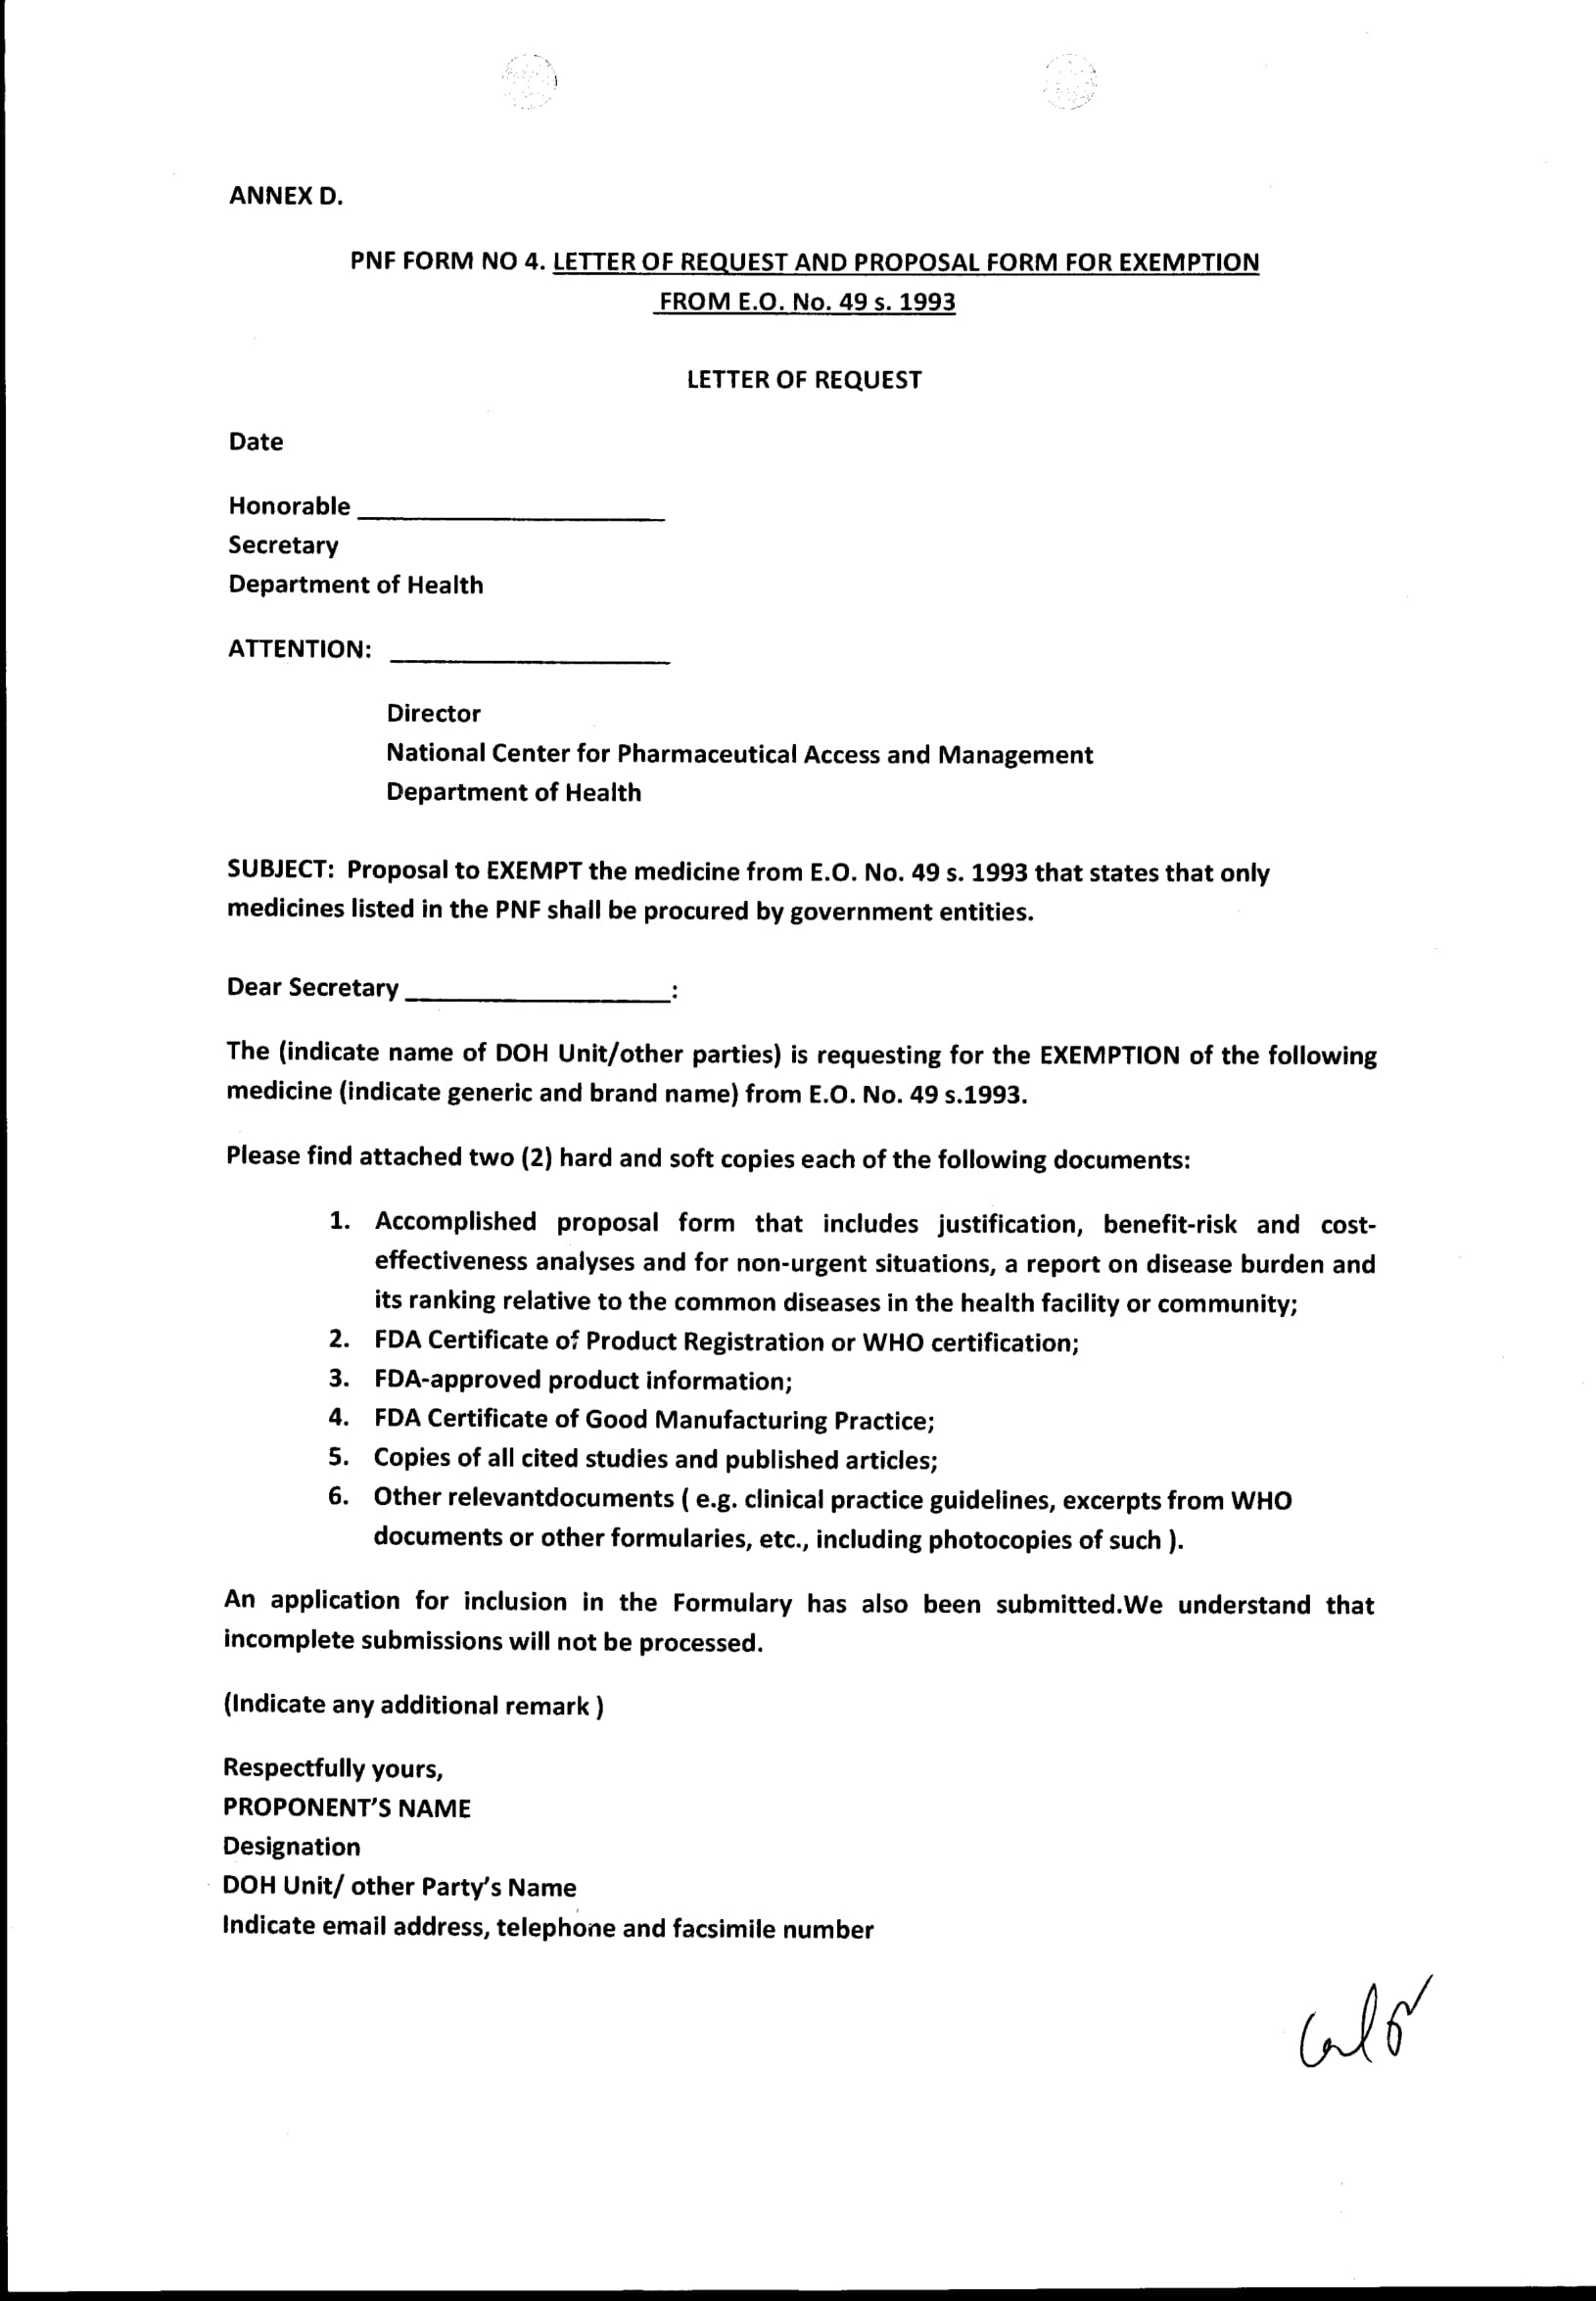 ANNEX D.
PNF FORM NO 4. LETTER OF REQUEST AND PROPOSAL FORM FOR EXEMPTION
FROM E.O. No. 49 s. 1993
LETTER OF REQUEST
Date
Honorable ______________________
Secretary
Department of Health
ATTENTION: ____________________
Director
National Center for Pharmaceutical Access and Management
Department of Health
SUBJECT: Proposal to EXEMPT the medicine from E.O. No. 49 s. 1993 that states that only
medicines listed in the PNF shall be procured by government entities.
Dear Secretary ___________________:
The (indicate name of DOH Unit/other parties) is requesting for the EXEMPTION of the following
medicine (indicate generic and brand name) from E.O. No. 49 s.1993.
Please find attached two (2) hard and soft copies each of the following documents:
1. Accomplished proposal form that includes justification, benefit-risk and cost-
effectiveness analyses and for non-urgent situations, a report on disease burden and
its ranking relative to the common diseases in the health facility or community;
2. FDA Certificate of Product Registration or WHO certification;
3. FDA-approved product information;
4. FDA Certificate of Good Manufacturing Practice;
5. Copies of all cited studies and published articles;
6. Other relevantdocuments ( e.g. clinical practice guidelines, excerpts from WHO
documents or other formularies, etc., including photocopies of such ).
An application for inclusion in the Formulary has also been submitted.We understand that
incomplete submissions will not be processed.
(Indicate any additional remark )
Respectfully yours,
PROPONENT'S NAME
Designation
DOH Unit/ other Party's Name
Indicate email address, telephone and facsimile number